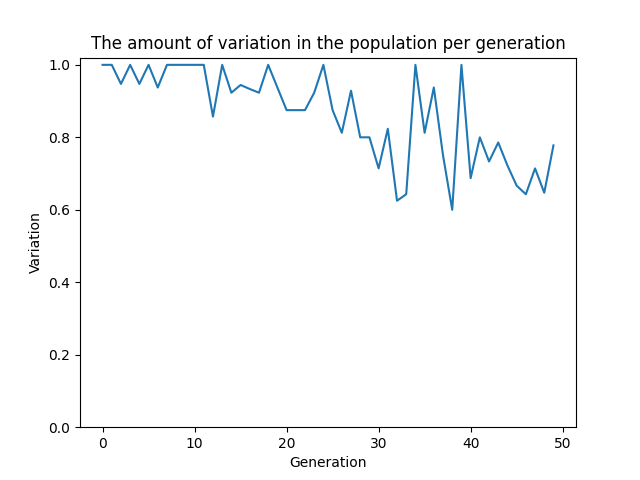 The amount of variation in the population per generation
1.0
0.8
0.6
0.4
0.2
0.0
Variation
0 10 20 30 40 50
Generation